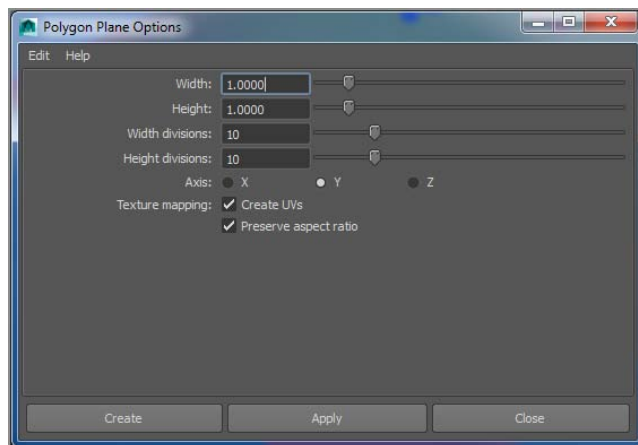 Polygon Plane Options
Edit Help
Width: 1.0000
Height: 1.0000
Width divisions: 10
Height divisions: 10
Axis: X Y Z
Texture mapping: Create UVs
Preserve aspect ratio
Create Apply Close